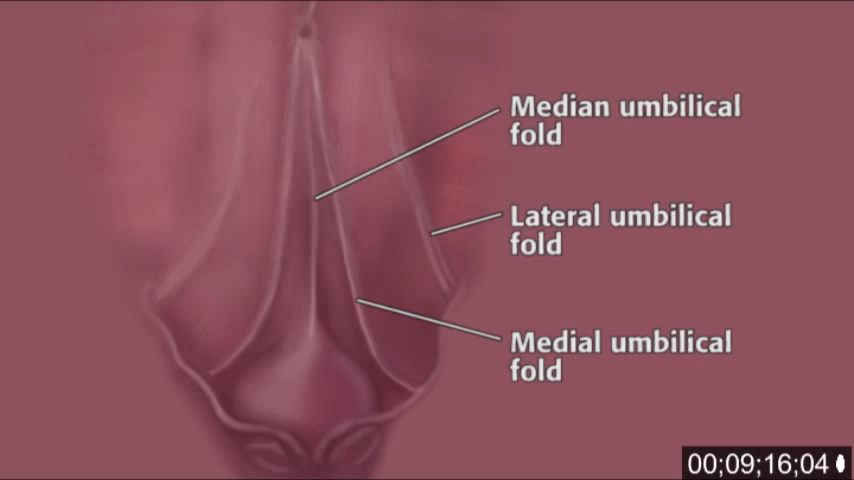 Median umbilical
fold
Lateral umbilical
fold
Medial umbilical
fold
00;09;16;04